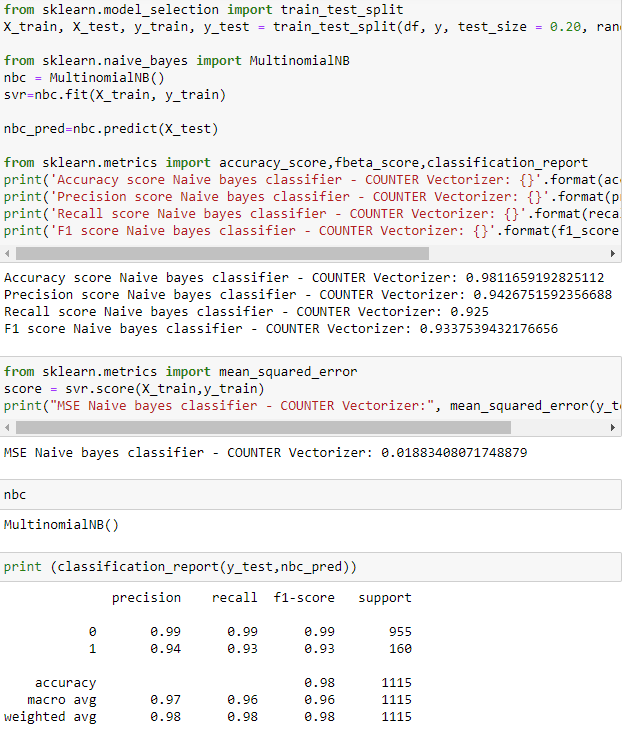 from sklearn.model_selection import train_test_split
X_train, X_test, y_train, y_test = train_test_split(df, y, test_size = 0.20, ran
from sklearn.naive_bayes import MultinomialNB
nbc = MultinomialNB()
svr=nbc.fit(X_train, y_train)
nbc_pred=nbc.predict(X_test)
from sklearn.metrics import accuracy_score,fbeta_score,classification_report
print('Accuracy score Naive bayes classifier - COUNTER Vectorizer: {}'.format(acc
print('Precision score Naive bayes classifier - COUNTER Vectorizer: {}'.format(p
print('Recall score Naive bayes classifier - COUNTER Vectorizer: {}'.format(reca
print('F1 score Naive bayes classifier - COUNTER Vectorizer: {}'.format(f1_score
Accuracy score Naive bayes classifier - COUNTER Vectorizer: 0.9811659192825112
Precision score Naive bayes classifier - COUNTER Vectorizer: 0.9426751592356688
Recall score Naive bayes classifier - COUNTER Vectorizer: 0.925
F1 score Naive bayes classifier - COUNTER Vectorizer: 0.9337539432176656
from sklearn.metrics import mean_squared_error
score = svr.score(X_train,y_train)
print("MSE Naive bayes classifier - COUNTER Vectorizer:", mean_squared_error(y_te
MSE Naive bayes classifier - COUNTER Vectorizer: 0.01883408071748879
nbc
MultinomialNB()
print (classification_report(y_test,nbc_pred))
precision recall f1-score support
0 0.99 0.99 0.99 955
1 0.94 0.93 0.93 160
accuracy 0.98 1115
macro avg 0.97 0.96 0.96 1115
weighted avg 0.98 0.98 0.98 1115